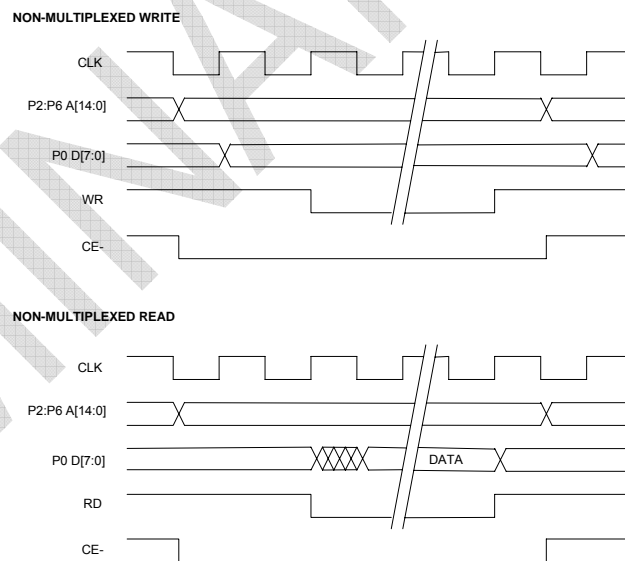 NON-MULTIPLEXED WRITE
CLK
P2:P6 A[14:0]
P0 D[7:0]
WR
CE-
NON-MULTIPLEXED READ
CLK
P2:P6 A[14:0]
P0 D[7:0]
DATA
RD
CE-